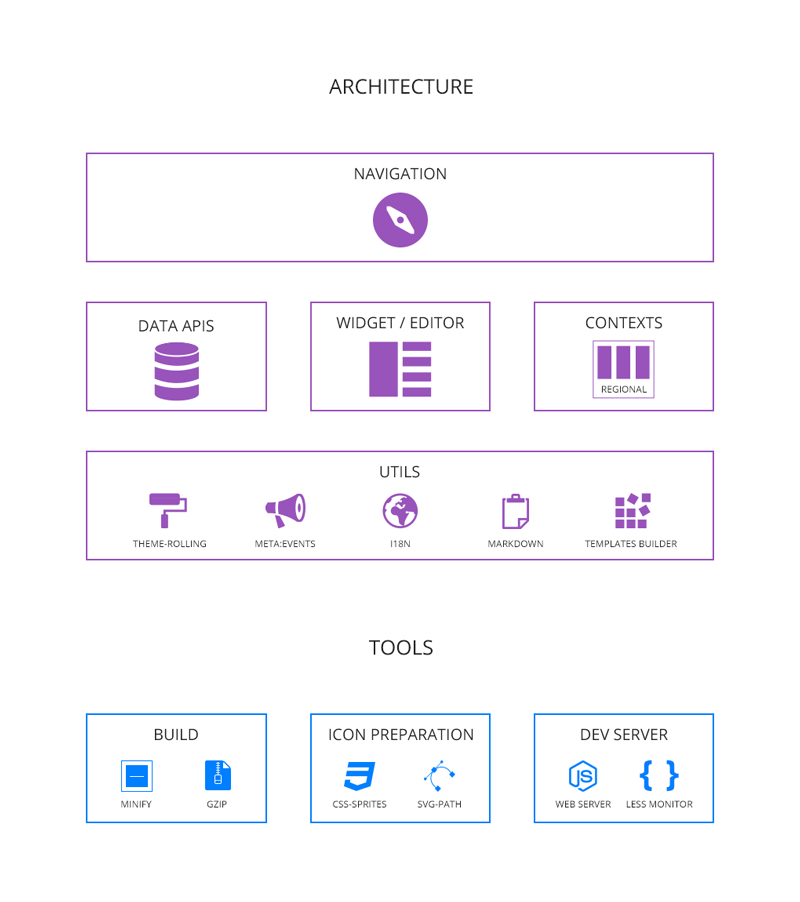 ARCHITECTURE
NAVIGATION
DATA APIS
WIDGET / EDITOR
CONTEXTS
REGIONAL
UTILS
THEME-ROLLING
META:EVENTS
I18N
MARKDOWN
TEMPLATES BUILDER
TOOLS
BUILD
MINIFY
GZIP
ICON PREPARATION
CSS-SPRITES
SVG-PATH
DEV SERVER
JS
WEB SERVER
LESS MONITOR